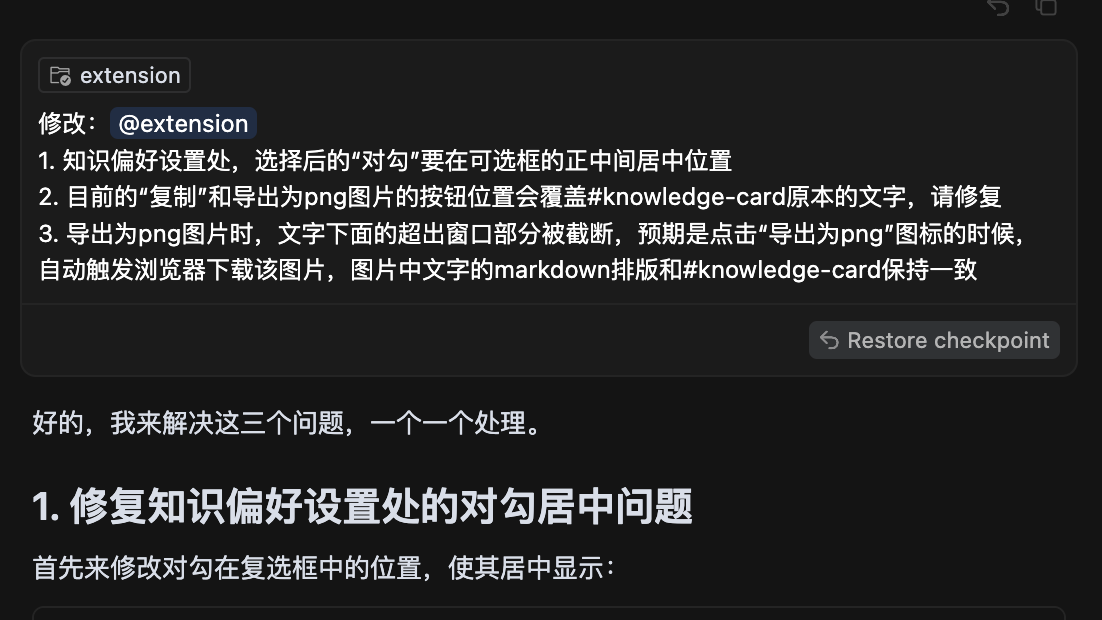 extension
修改： @extension
1. 知识偏好设置处，选择后的“对勾”要在可选框的正中间居中位置
2. 目前的“复制”和导出为png图片的按钮位置会覆盖#knowledge-card原本的文字，请修复
3. 导出为png图片时，文字下面的超出窗口部分被截断，预期是点击“导出为png”图标的时候，
自动触发浏览器下载该图片，图片中文字的markdown排版和#knowledge-card保持一致
Restore checkpoint
好的，我来解决这三个问题，一个一个处理。
1. 修复知识偏好设置处的对勾居中问题
首先来修改对勾在复选框中的位置，使其居中显示：